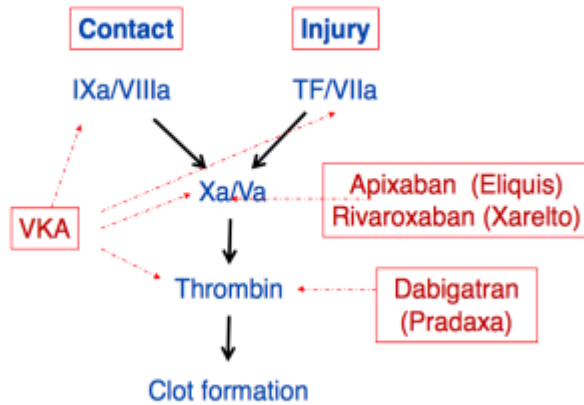 Contact
Injury
IXa/VIIIa
TF/VIIa
Xa/Va
Apixaban (Eliquis)
Rivaroxaban (Xarelto)
VKA
Thrombin
Dabigatran
(Pradaxa)
Clot formation